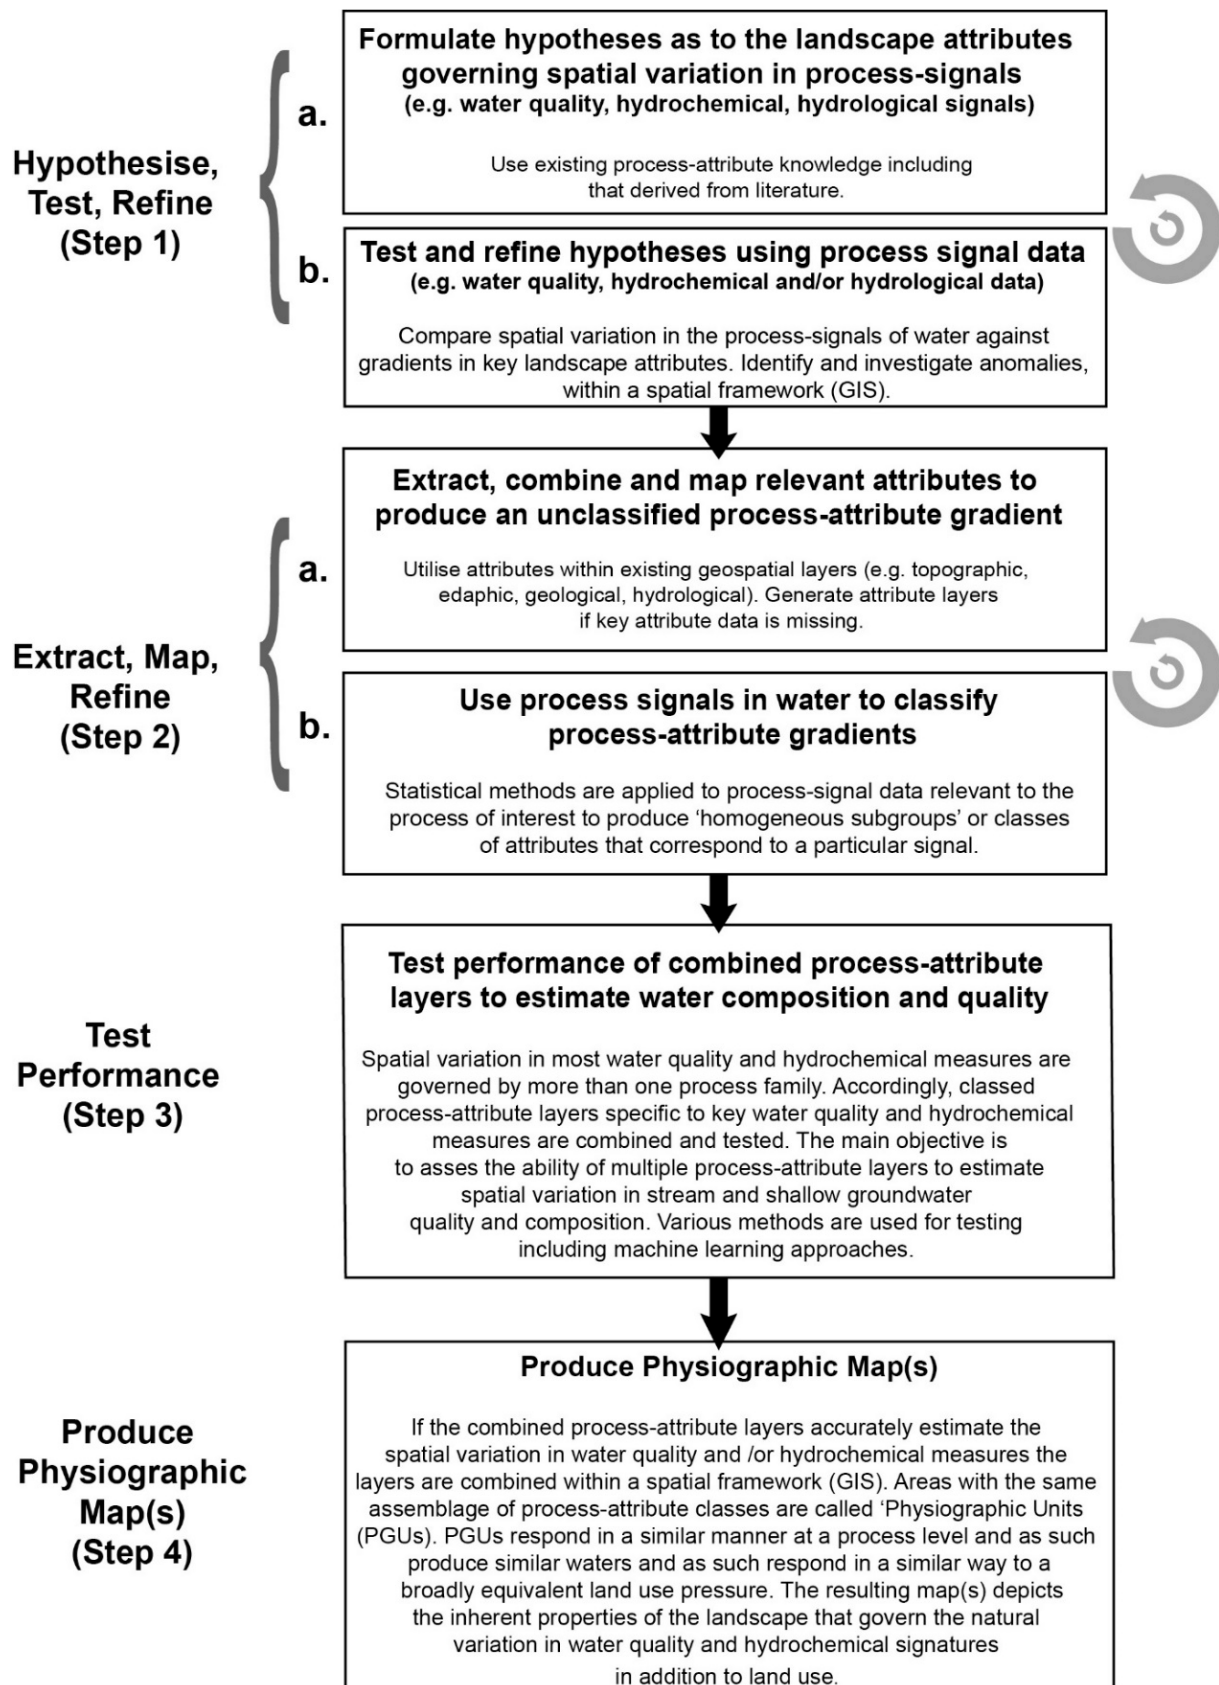 Hypothesise,
Test, Refine
(Step 1)
a.
Formulate hypotheses as to the landscape attributes
governing spatial variation in process-signals
(e.g. water quality, hydrochemical, hydrological signals)
Use existing process-attribute knowledge including
that derived from literature.
b.
Test and refine hypotheses using process signal data
(e.g. water quality, hydrochemical and/or hydrological data)
Compare spatial variation in the process-signals of water against
gradients in key landscape attributes. Identify and investigate anomalies,
within a spatial framework (GIS).
Extract, Map,
Refine
(Step 2)
a.
Extract, combine and map relevant attributes to
produce an unclassified process-attribute gradient
Utilise attributes within existing geospatial layers (e.g. topographic,
edaphic, geological, hydrological). Generate attribute layers
if key attribute data is missing.
b.
Use process signals in water to classify
process-attribute gradients
Statistical methods are applied to process-signal data relevant to the
process of interest to produce ‘homogeneous subgroups’ or classes
of attributes that correspond to a particular signal.
Test
Performance
(Step 3)
Test performance of combined process-attribute
layers to estimate water composition and quality
Spatial variation in most water quality and hydrochemical measures are
governed by more than one process family. Accordingly, classed
process-attribute layers specific to key water quality and hydrochemical
measures are combined and tested. The main objective is
to asses the ability of multiple process-attribute layers to estimate
spatial variation in stream and shallow groundwater
quality and composition. Various methods are used for testing
including machine learning approaches.
Produce
Physiographic
Map(s)
(Step 4)
Produce Physiographic Map(s)
If the combined process-attribute layers accurately estimate the
spatial variation in water quality and /or hydrochemical measures the
layers are combined within a spatial framework (GIS). Areas with the same
assemblage of process-attribute classes are called ‘Physiographic Units
(PGUs). PGUs respond in a similar manner at a process level and as such
produce similar waters and as such respond in a similar way to a
broadly equivalent land use pressure. The resulting map(s) depicts
the inherent properties of the landscape that govern the natural
variation in water quality and hydrochemical signatures
in addition to land use.